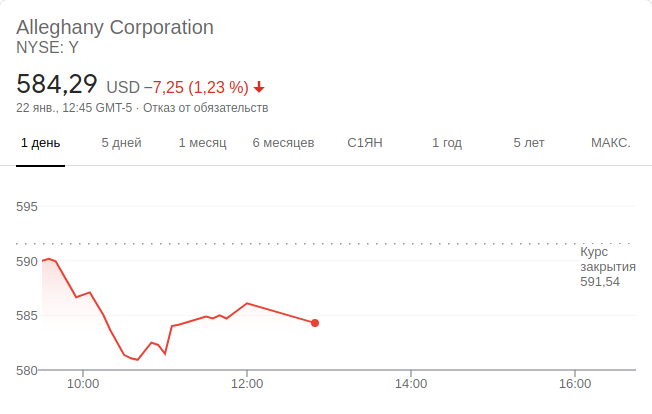 Alleghany Corporation
NYSE: Y
584,29 USD −7,25 (1,23 %)
22 янв., 12:45 GMT-5 · Отказ от обязательств
1 день 5 дней 1 месяц 6 месяцев С1ЯН 1 год 5 лет МАКС.
595
590
585
580
Курс
закрытия
591,54
10:00 12:00 14:00 16:00